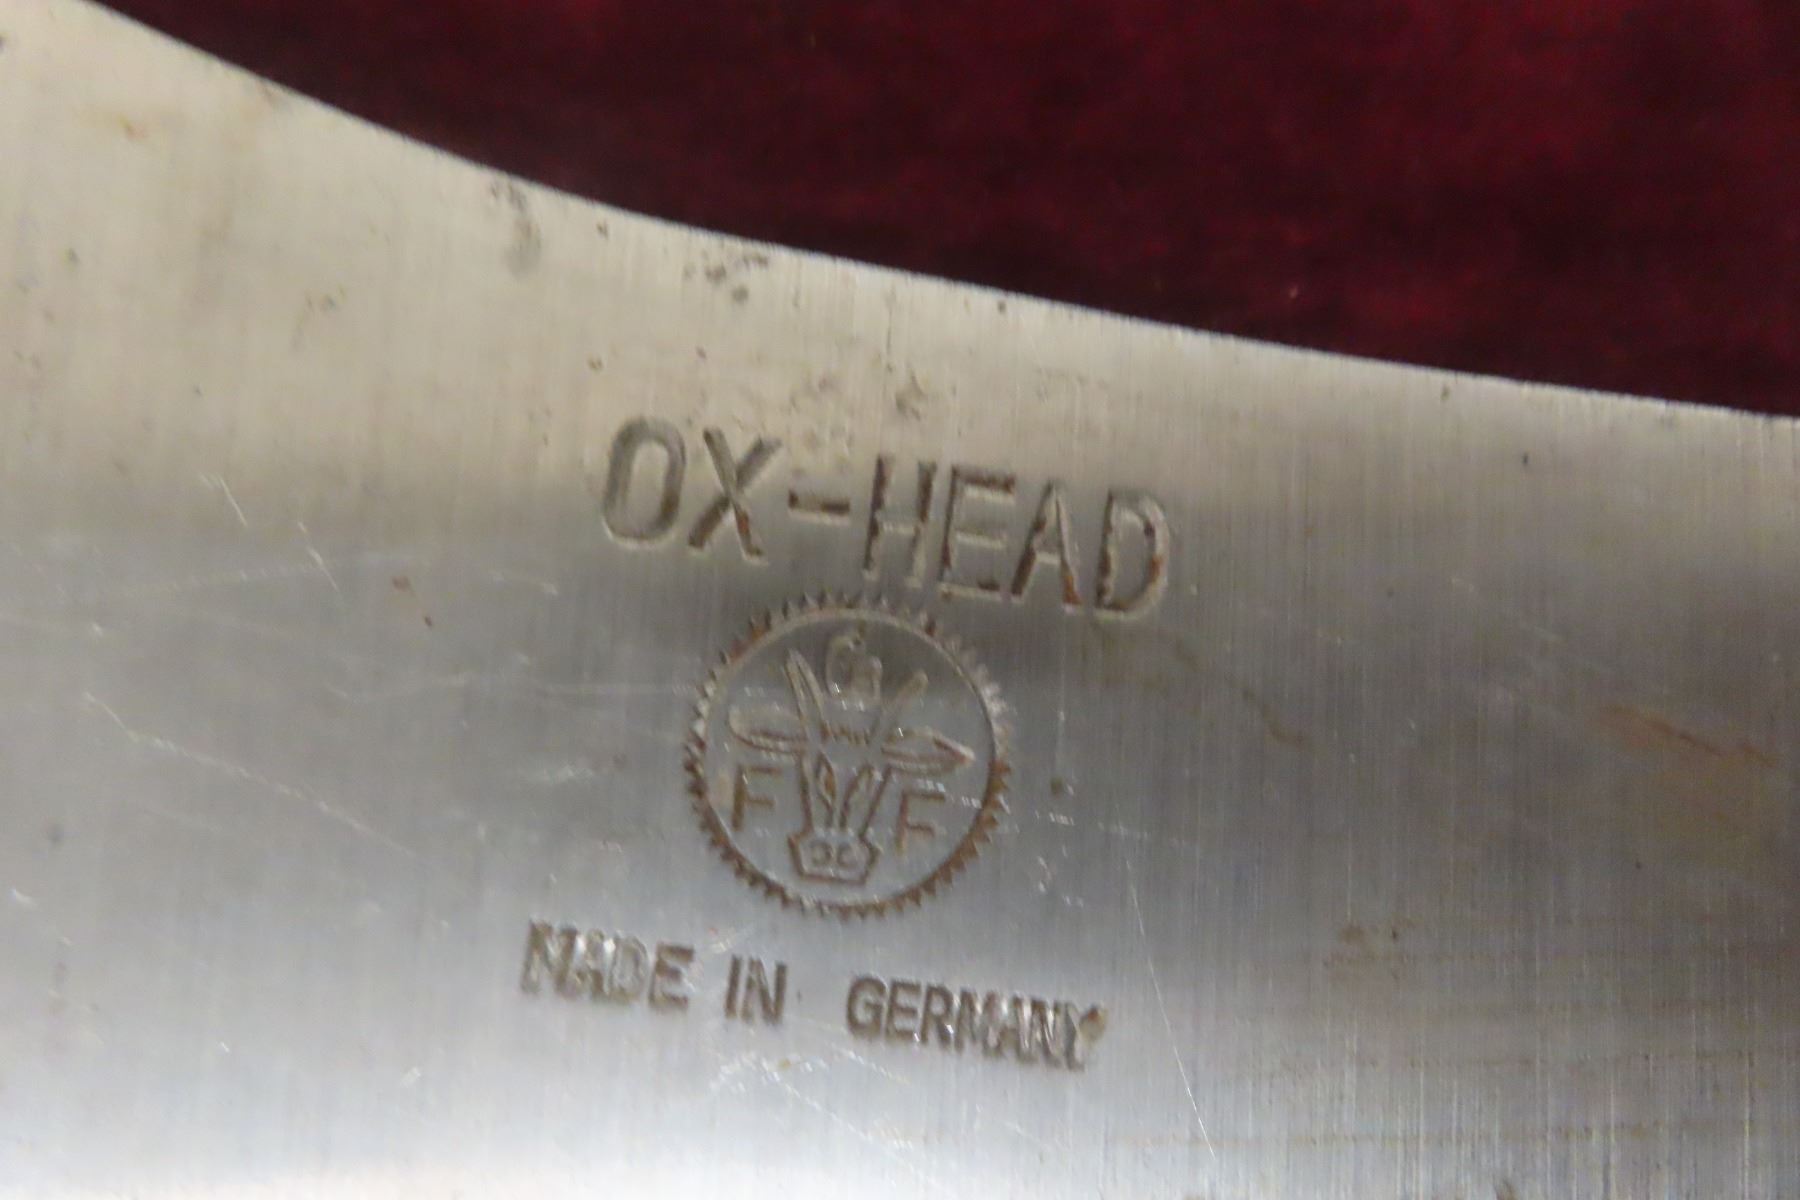 OX-HEAD
F F
MADE IN GERMANY